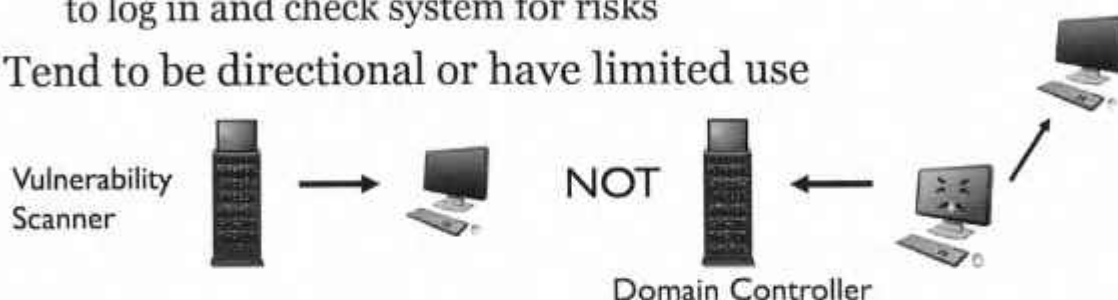 to log in and check system for risks
Tend to be directional or have limited use
Vulnerability
Scanner
NOT
Domain Controller